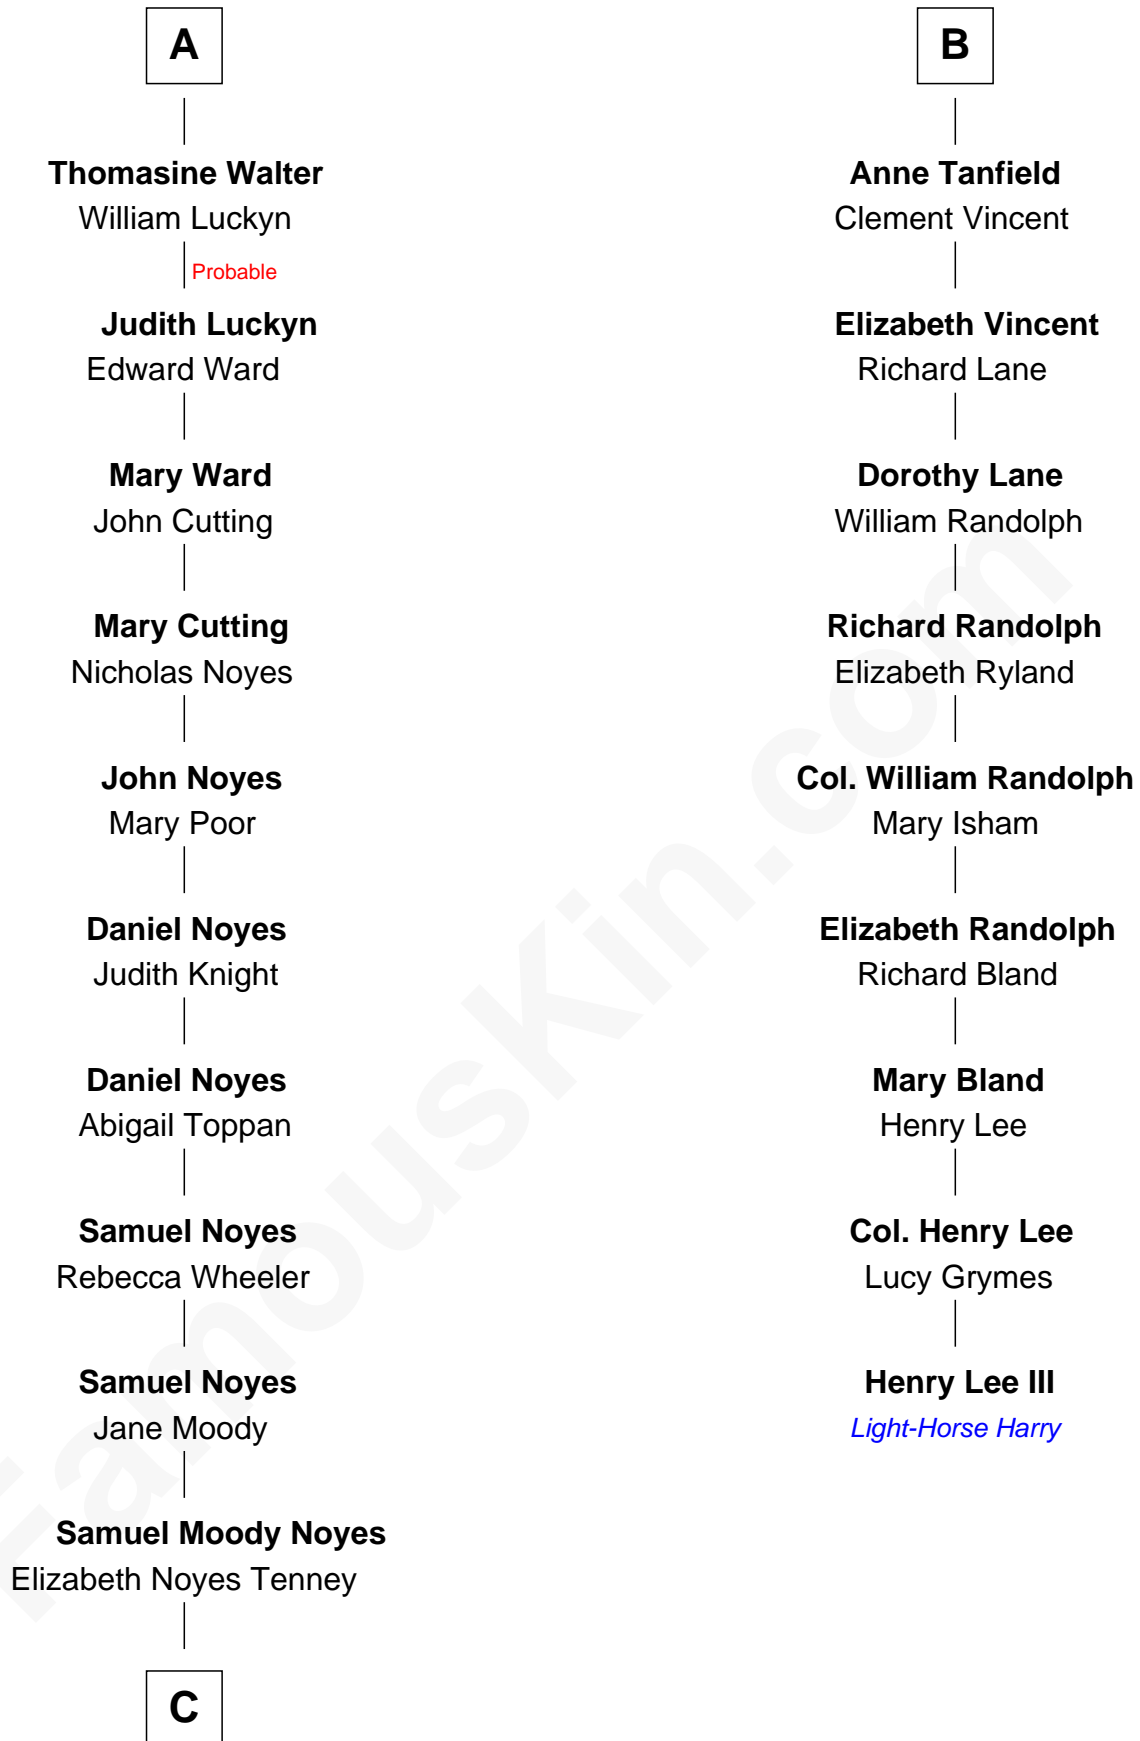 A
Thomasine Walter
William Luckyn
Probable
Judith Luckyn
Edward Ward
Mary Ward
John Cutting
Mary Cutting
Nicholas Noyes
John Noyes
Mary Poor
Daniel Noyes
Judith Knight
Daniel Noyes
Abigail Toppan
Samuel Noyes
Rebecca Wheeler
Samuel Noyes
Jane Moody
Samuel Moody Noyes
Elizabeth Noyes Tenney
C
B
Anne Tanfield
Clement Vincent
Elizabeth Vincent
Richard Lane
Dorothy Lane
William Randolph
Richard Randolph
Elizabeth Ryland
Col. William Randolph
Mary Isham
Elizabeth Randolph
Richard Bland
Mary Bland
Henry Lee
Col. Henry Lee
Lucy Grymes
Henry Lee III
Light-Horse Harry
FamousKin.com